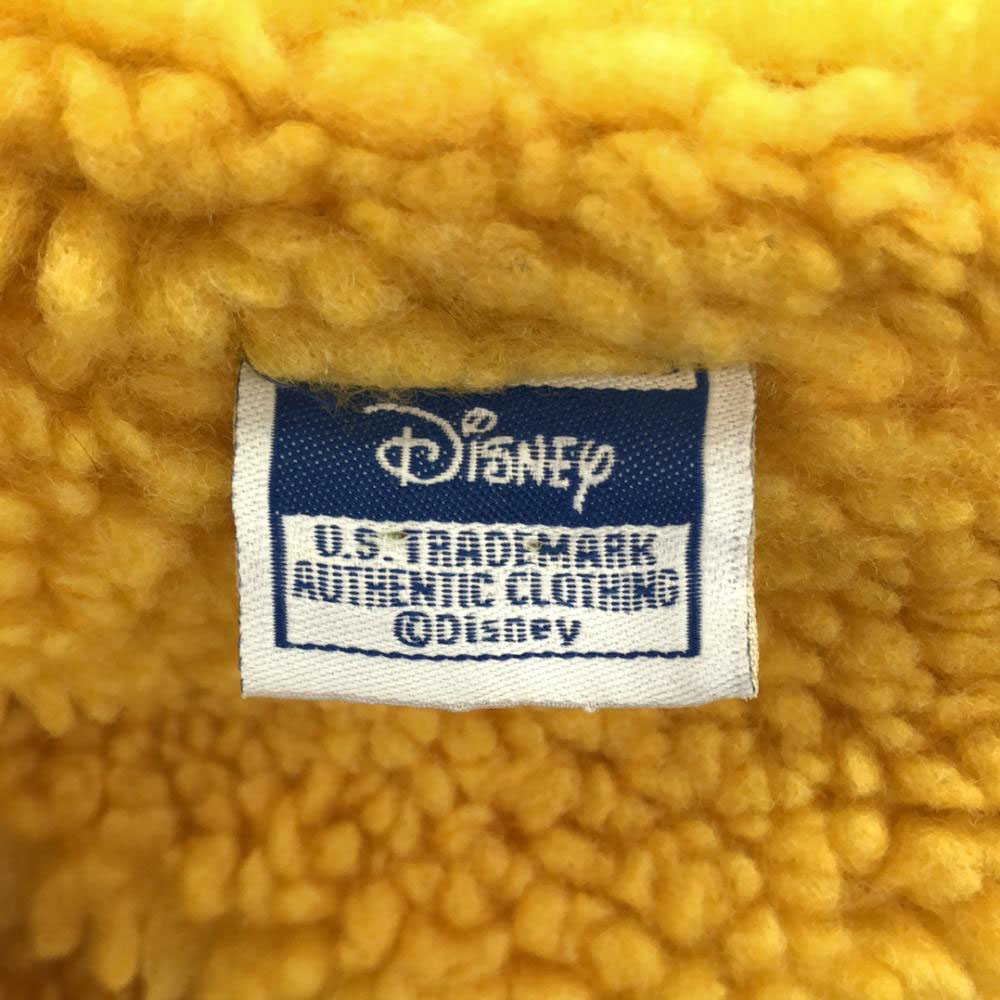 Disney
U.S. TRADEMARK
AUTHENTIC CLOTHING
©Disney